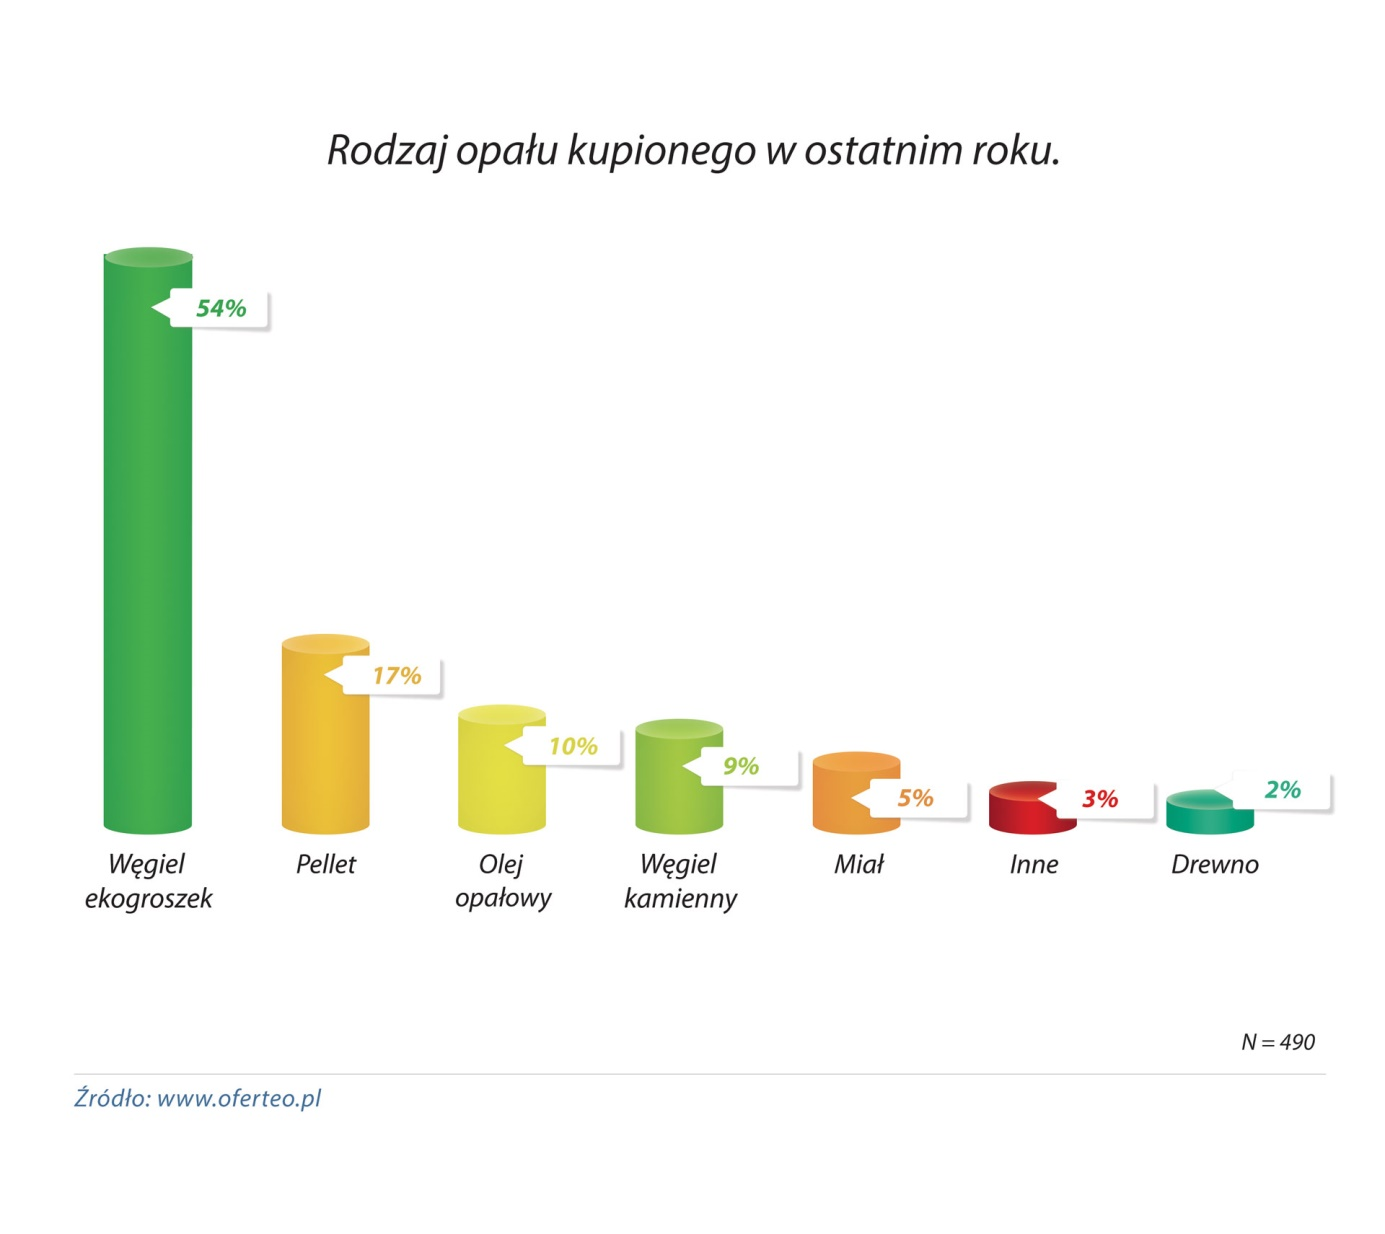 Rodzaj opału kupionego w ostatnim roku.
54%
17%
10%
9%
5%
3%
2%
Węgiel
ekogroszek
Pellet
Olej
opałowy
Węgiel
kamienny
Miał
Inne
Drewno
N = 490
Źródło: www.oferteo.pl